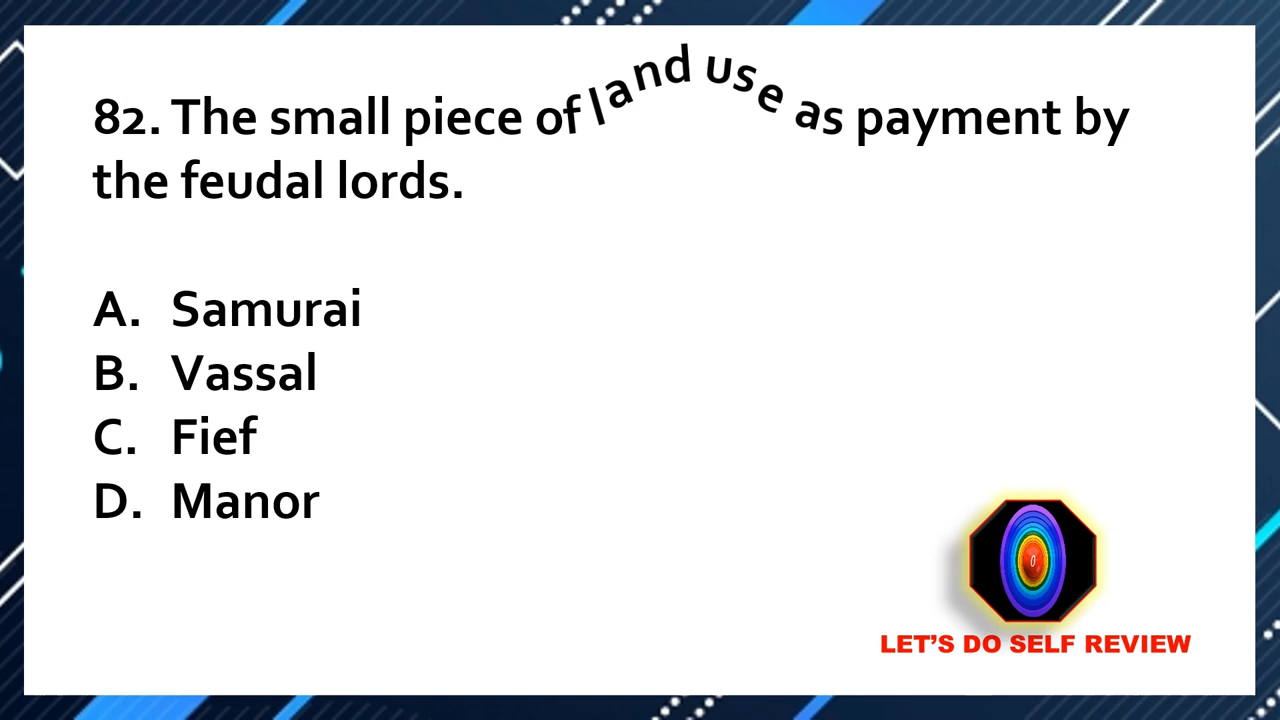 82. The small piece of land use as payment by
the feudal lords.
A. Samurai
B. Vassal
C. Fief
D. Manor
0
LET'S DO SELF REVIEW